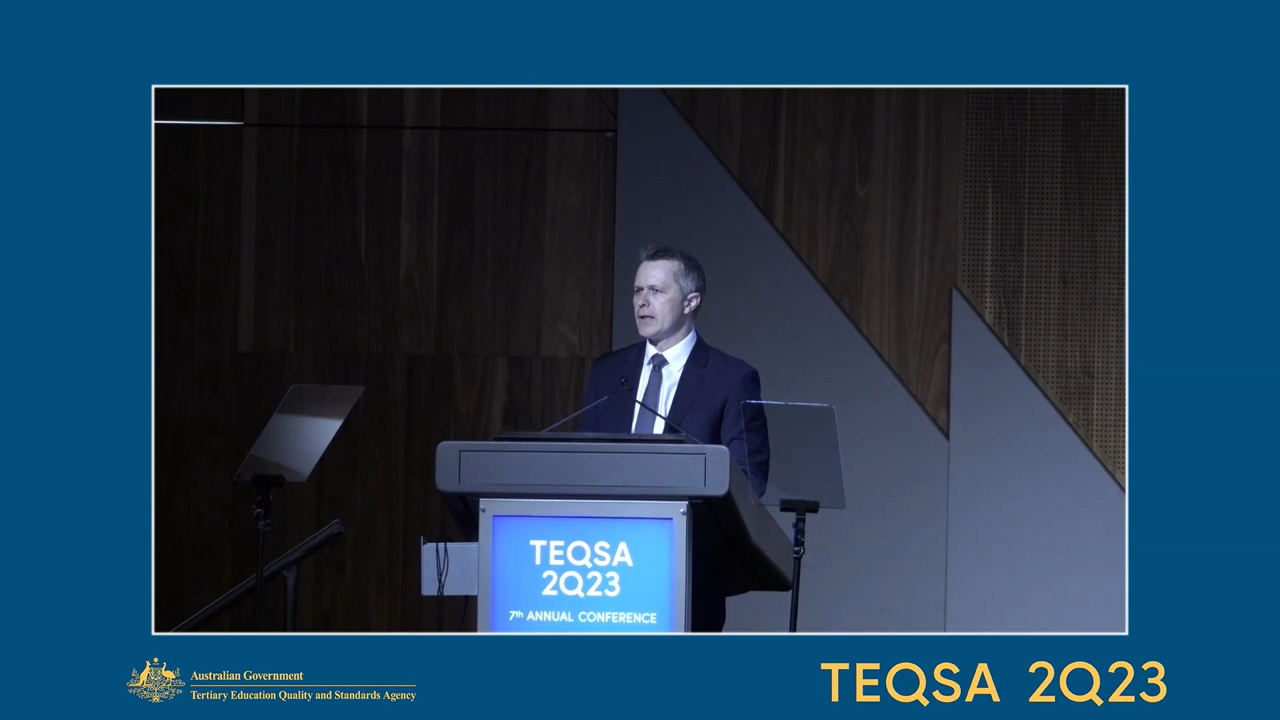 TEQSA
2Q23
7th ANNUAL CONFERENCE
Australian Government
Tertiary Education Quality and Standards Agency
TEQSA 2Q23